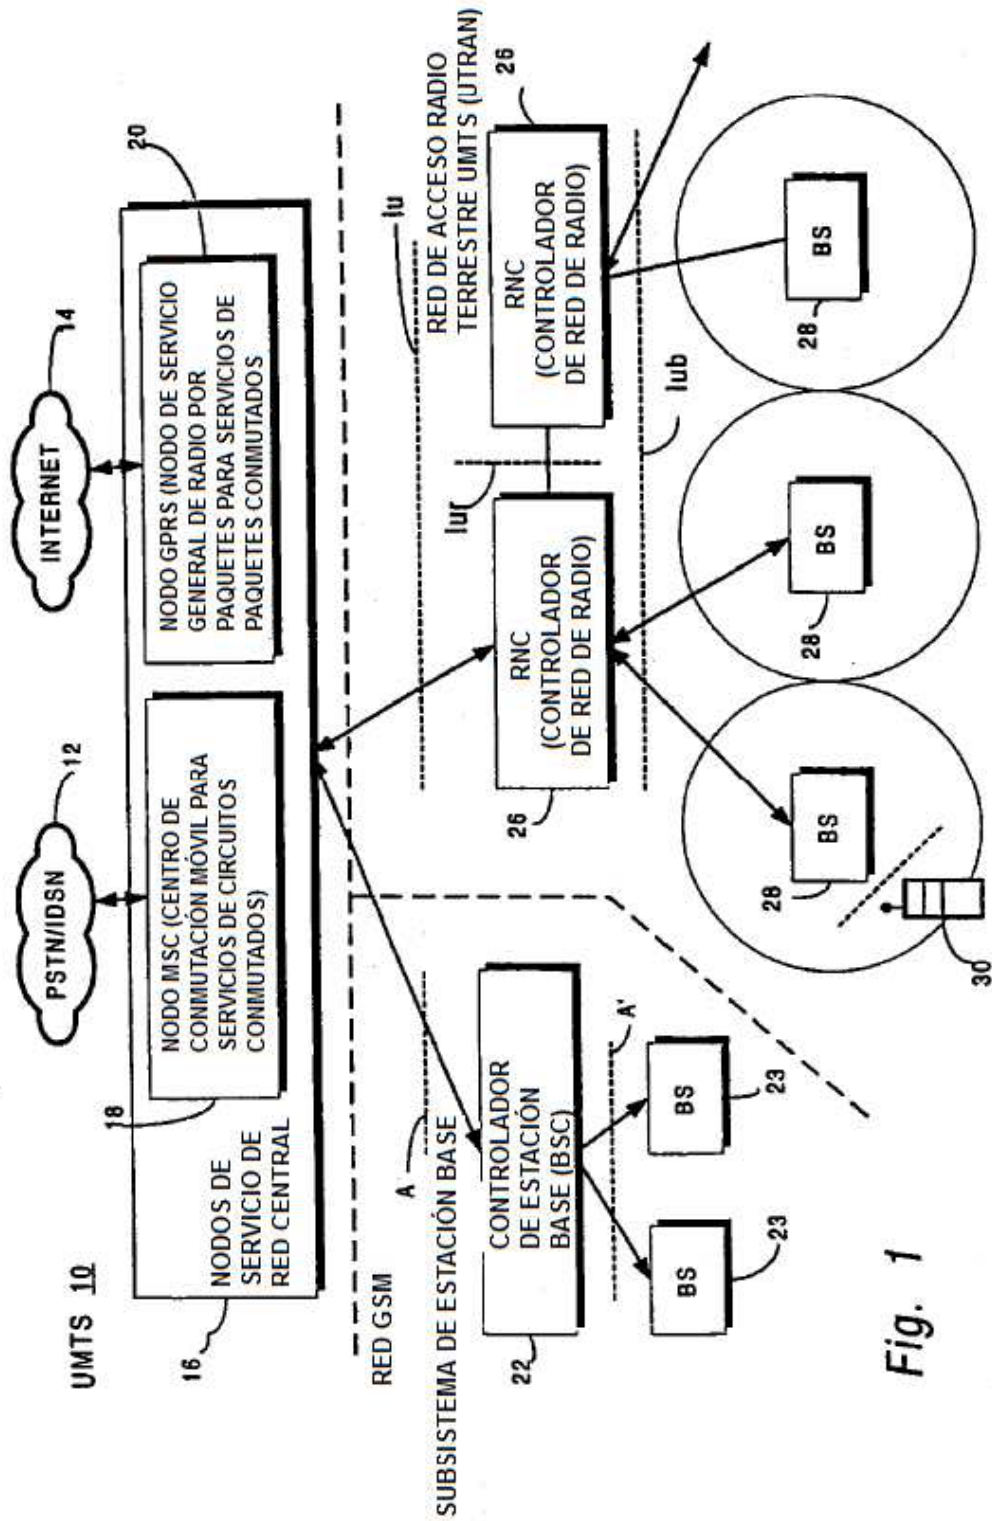 UMTS 10
PSTN/IDSN
12
INTERNET
14
16
NODOS DE
SERVICIO DE
RED CENTRAL
18
NODO MSC (CENTRO DE
CONMUTACIÓN MÓVIL PARA
SERVICIOS DE CIRCUITOS
CONMUTADOS)
NODO GPRS (NODO DE SERVICIO
GENERAL DE RADIO POR
PAQUETES PARA SERVICIOS DE
PAQUETES CONMUTADOS
20
RED GSM
SUBSISTEMA DE ESTACIÓN BASE
A
Iu
RED DE ACCESO RADIO
TERRESTRE UMTS (UTRAN)
22
CONTROLADOR
DE ESTACIÓN
BASE (BSC)
26
RNC
(CONTROLADOR
DE RED DE RADIO)
Iur
RNC
(CONTROLADOR
DE RED DE RADIO)
26
A'
Iub
BS
23
BS
23
28
BS
28
BS
28
BS
30
Fig. 1